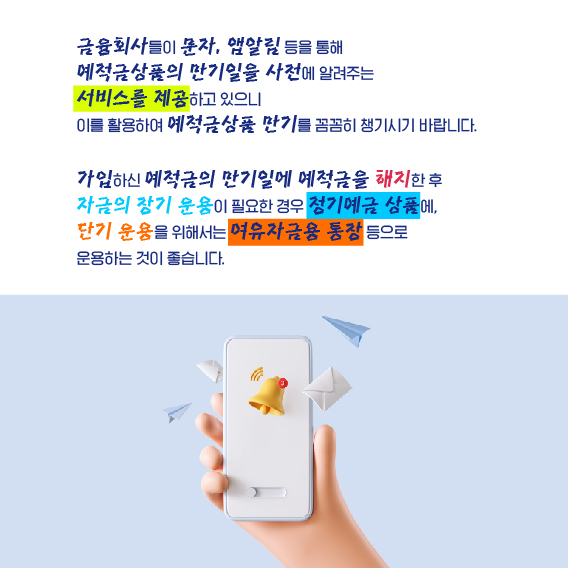 금융회사들이 문자, 앱알림 등을 통해
예적금상품의 만기일을 사전에 알려주는
서비스를 제공하고 있으니
이를 활용하여 예적금상품 만기를 꼼꼼히 챙기시기 바랍니다.
가입하신 예적금의 만기일에 예적금을 해지한 후
자금의 장기 운용이 필요한 경우 정기예금 상품에,
단기 운용을 위해서는 여유자금용 통장 등으로
운용하는 것이 좋습니다.
3